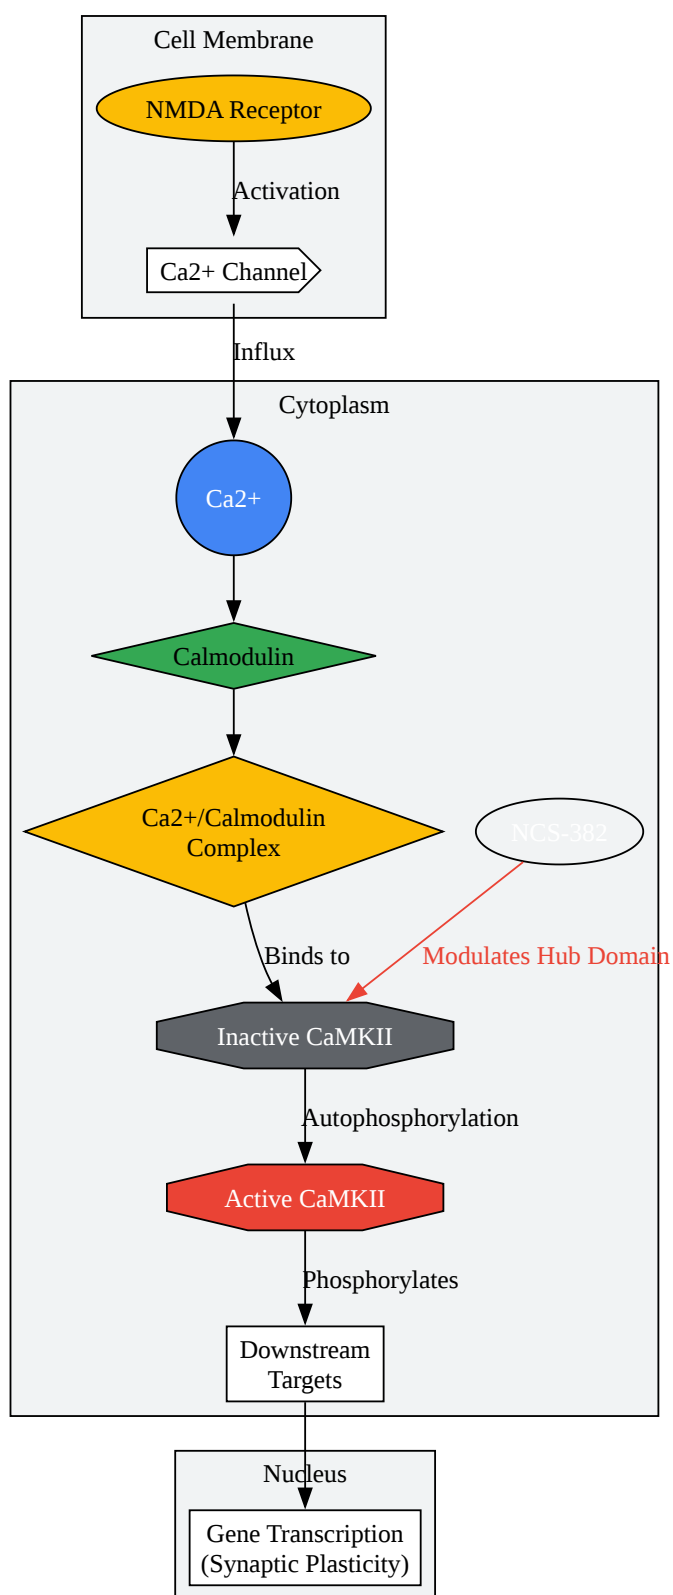 Cell Membrane
NMDA Receptor
Activation
Ca2+ Channel
Influx
Cytoplasm
Ca2+
Calmodulin
Ca2+/Calmodulin
Complex
NCS-382
Binds to
Modulates Hub Domain
Inactive CaMKII
Autophosphorylation
Active CaMKII
Phosphorylates
Downstream
Targets
Nucleus
Gene Transcription
(Synaptic Plasticity)